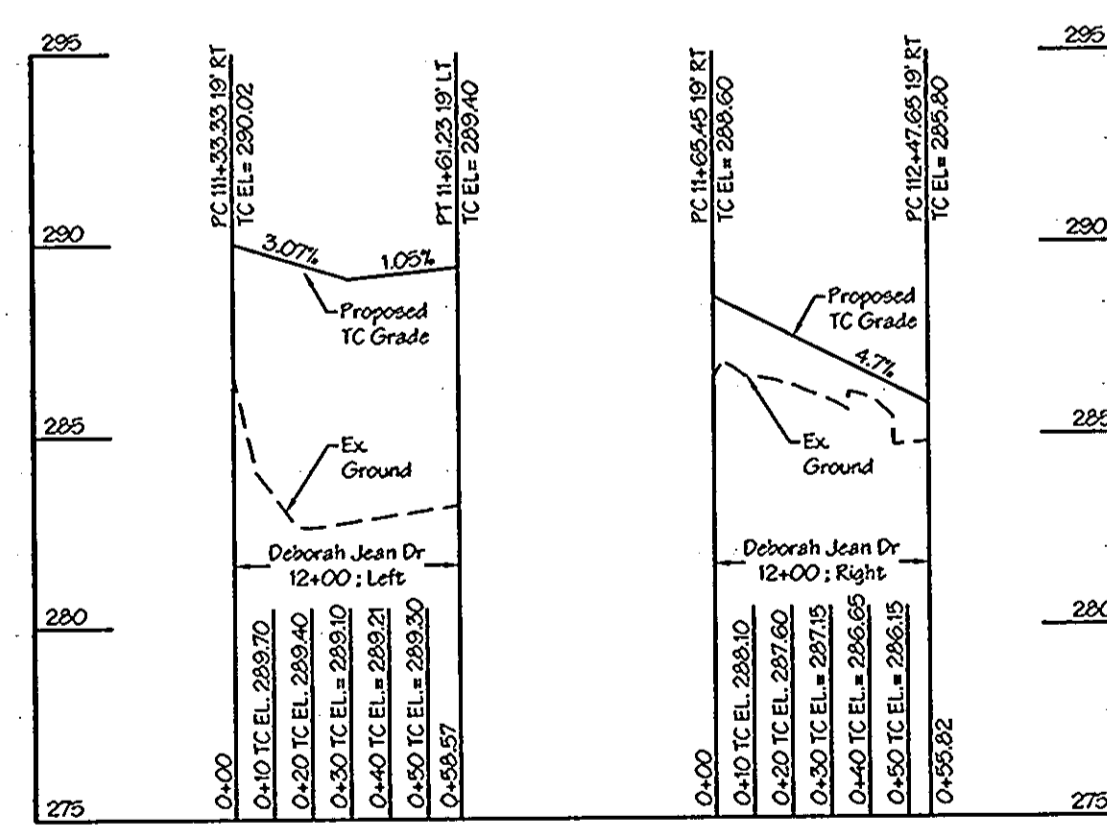 295
290
285
280
275
PC 111+33.33 19' RT
TC EL= 290.02
PT 11+61.23 19' LT
TC EL= 289.40
3.07%
1.05%
Proposed
TC Grade
Ex.
Ground
Deborah Jean Dr
12+00 ; Left
0+00
0+10 TC EL. 289.70
0+20 TC EL. 289.40
0+30 TC EL.= 289.10
0+40 TC EL.= 289.21
0+50 TC EL.= 289.30
0+58.57
PC 11+65.45 19' RT
TC EL= 288.60
PC 112+47.65 19' RT
TC EL= 285.80
Proposed
TC Grade
4.7%
Ex.
Ground
Deborah Jean Dr
12+00 ; Right
0+00
0+10 TC EL. 288.10
0+20 TC EL. 287.60
0+30 TC EL.= 287.15
0+40 TC EL.= 286.65
0+50 TC EL.= 286.15
0+55.82
295
290
285
280
275